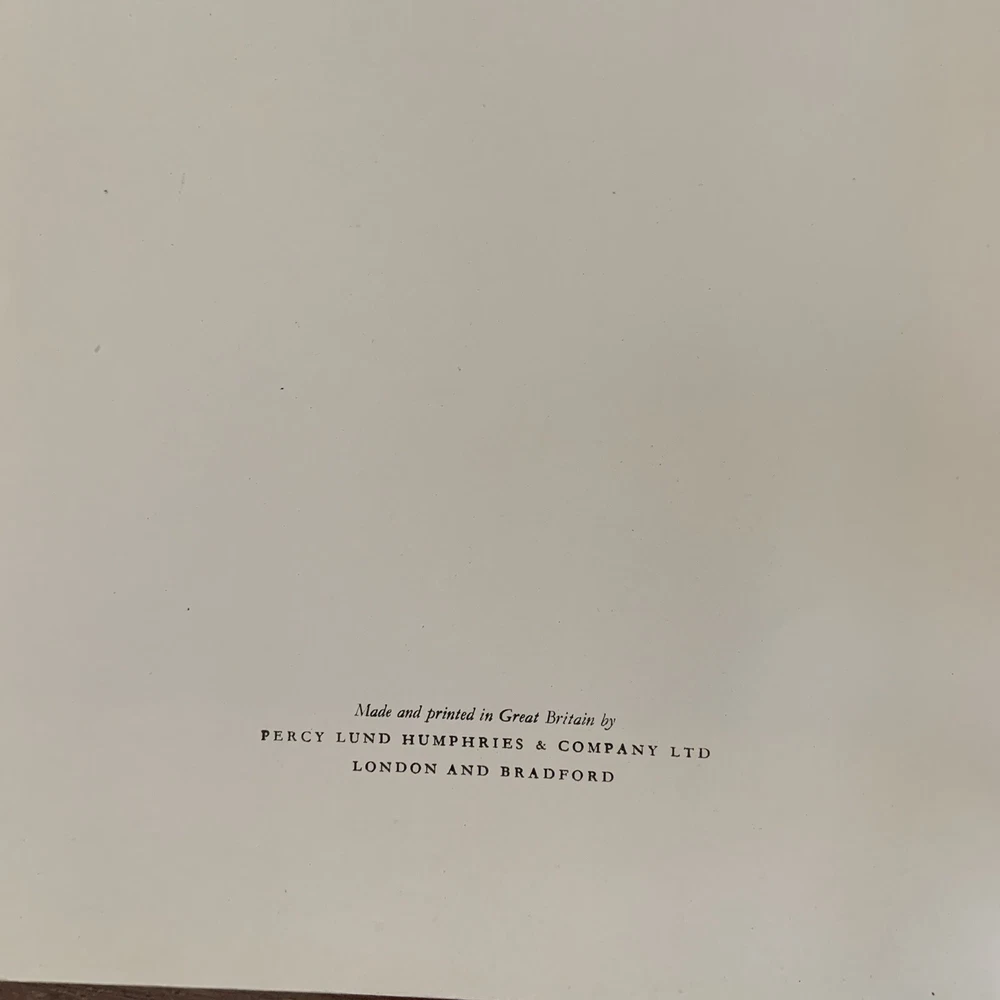 Made and printed in Great Britain by
PERCY LUND HUMPHRIES & COMPANY LTD
LONDON AND BRADFORD